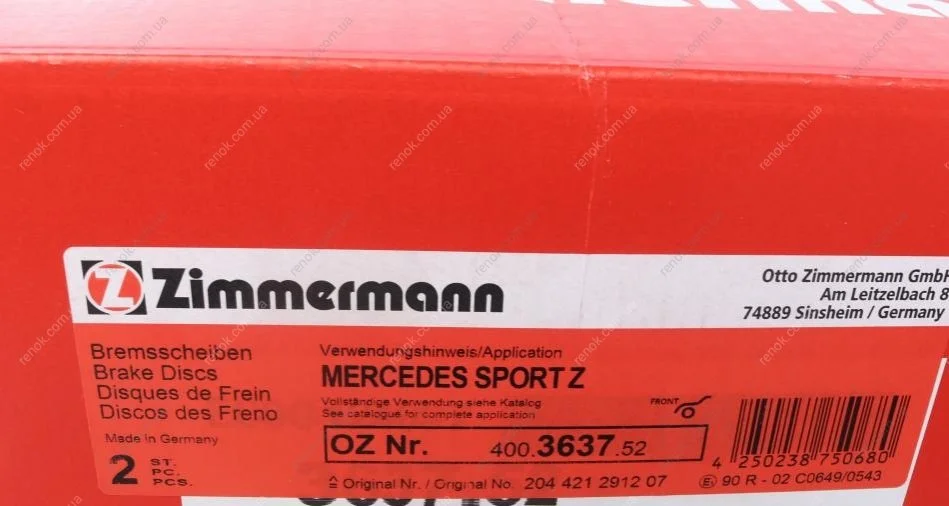 Zimmermann
Otto Zimmermann GmbH
Am Leitzelbach 8
74889 Sinsheim / Germany
Bremsscheiben
Brake Discs
Disques de Frein
Discos des Freno
Made in Germany
2 ST.
PC.
PCS.
Verwendungshinweis/Application
MERCEDES SPORT Z
Vollständige Verwendung siehe Katalog
See catalogue for complete application
FRONT
OZ Nr. 400.3637.52
≙ Original Nr. / Original No. 204 421 2912 07
4 250238 750680
E 90 R - 02 C0649/0543
renok.com.ua